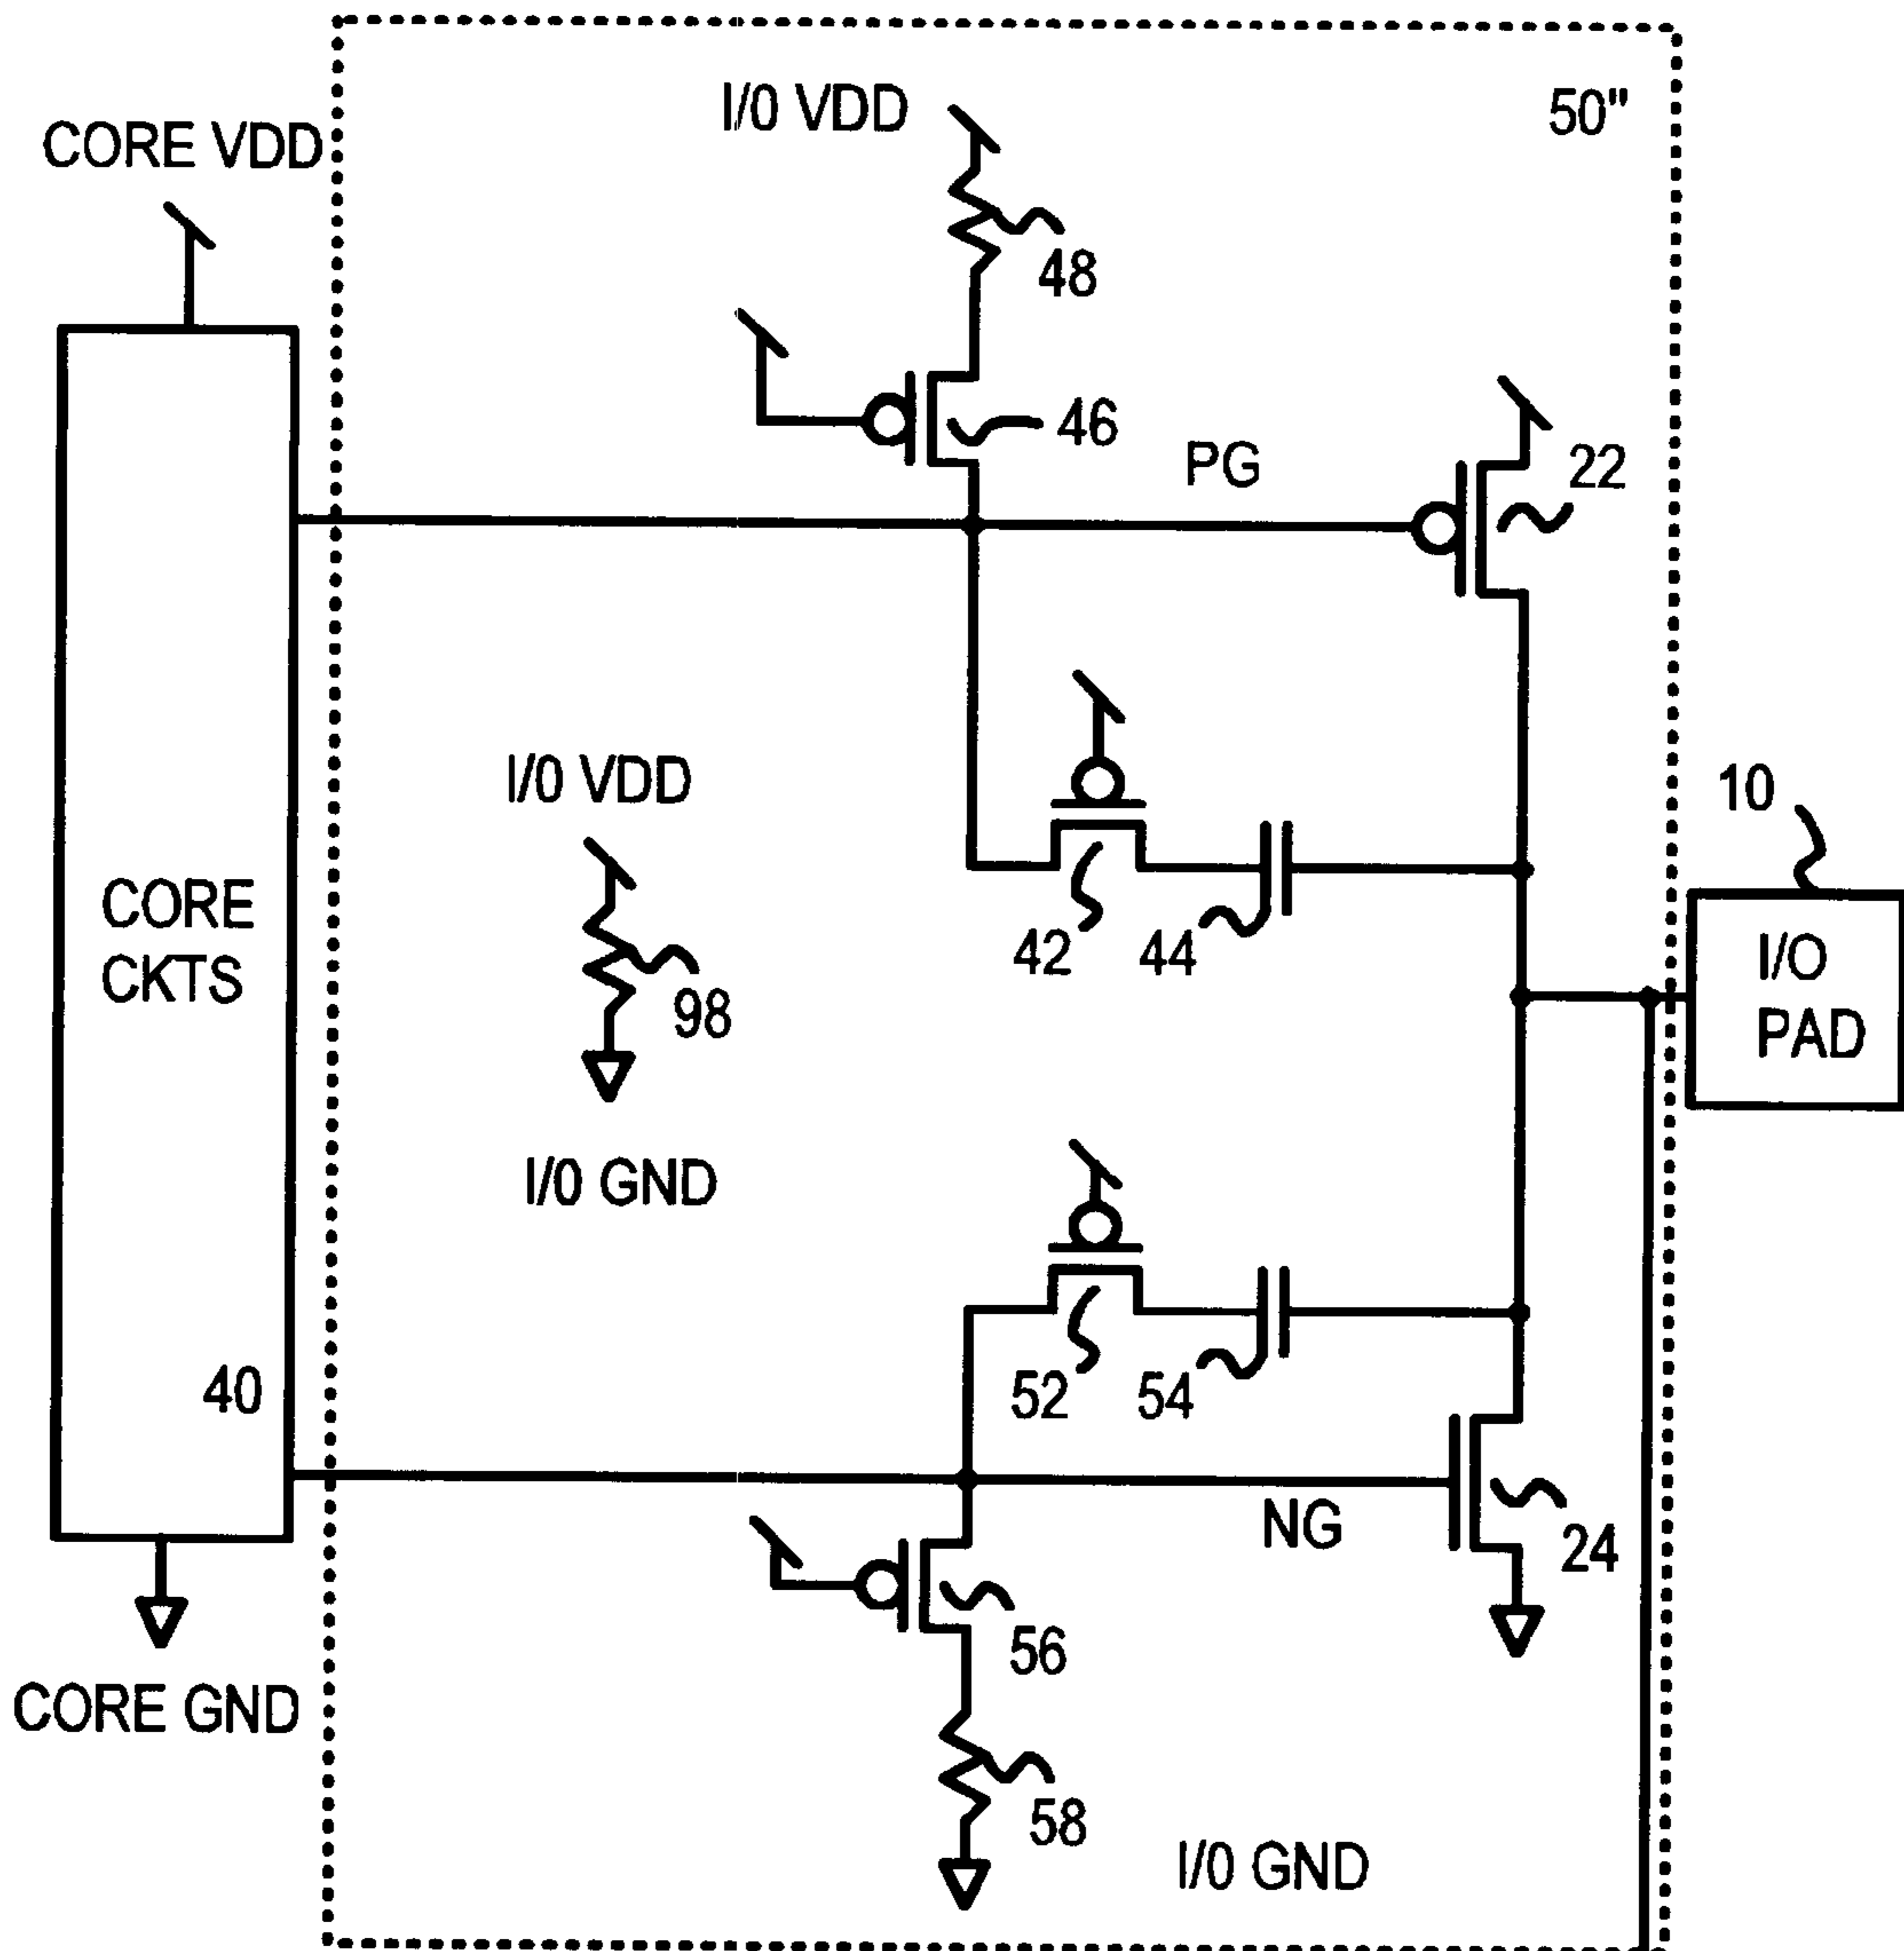 I/0 VDD
50"
CORE VDD
48
46
PG
22
I/0 VDD
10
CORE
CKTS
42
44
I/O
PAD
98
I/0 GND
40
52
54
NG
24
56
CORE GND
58
I/0 GND